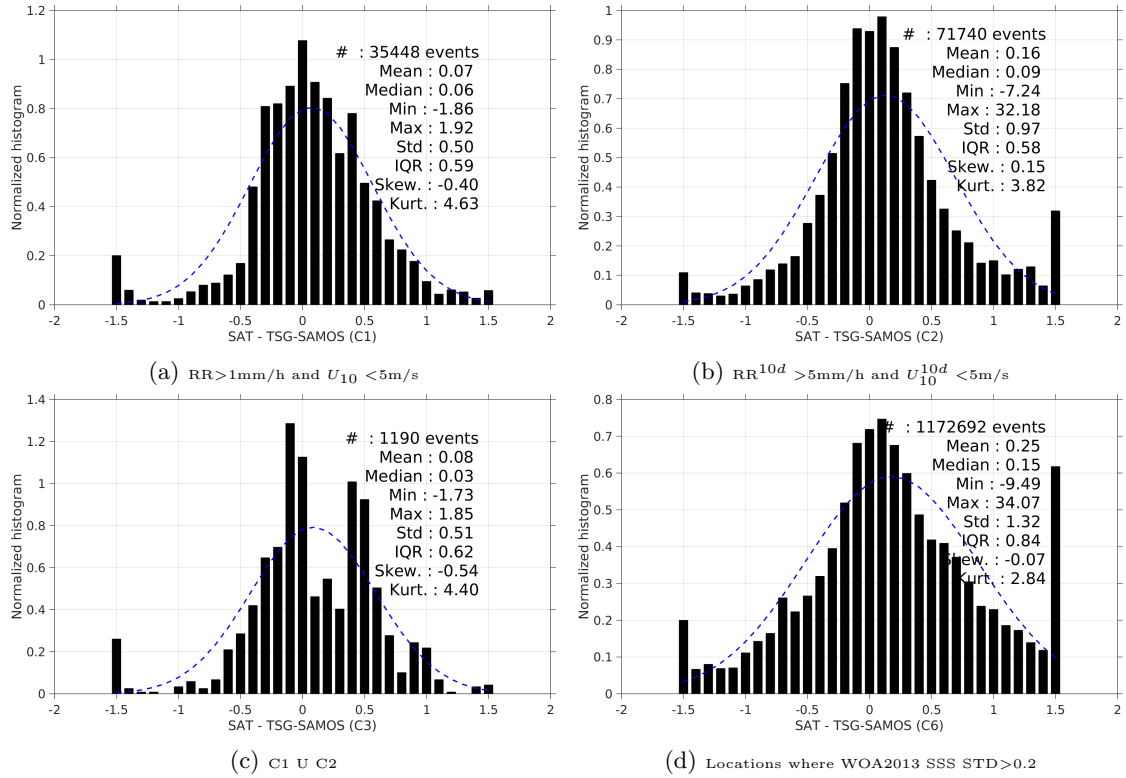 1.2
1
0.8
0.6
0.4
0.2
0
Normalized histogram
# : 35448 events
Mean : 0.07
Median : 0.06
Min : -1.86
Max : 1.92
Std : 0.50
IQR : 0.59
Skew. : -0.40
Kurt. : 4.63
-2 -1.5 -1 -0.5 0 0.5 1 1.5 2
SAT - TSG-SAMOS (C1)
(a) RR>1mm/h and U10 <5m/s
1
0.9
0.8
0.7
0.6
0.5
0.4
0.3
0.2
0.1
0
Normalized histogram
# : 71740 events
Mean : 0.16
Median : 0.09
Min : -7.24
Max : 32.18
Std : 0.97
IQR : 0.58
Skew. : 0.15
Kurt. : 3.82
-2 -1.5 -1 -0.5 0 0.5 1 1.5 2
SAT - TSG-SAMOS (C2)
(b) RR10d >5mm/h and U10d10 <5m/s
1.4
1.2
1
0.8
0.6
0.4
0.2
0
Normalized histogram
# : 1190 events
Mean : 0.08
Median : 0.03
Min : -1.73
Max : 1.85
Std : 0.51
IQR : 0.62
Skew. : -0.54
Kurt. : 4.40
-2 -1.5 -1 -0.5 0 0.5 1 1.5 2
SAT - TSG-SAMOS (C3)
(c) C1 U C2
0.8
0.7
0.6
0.5
0.4
0.3
0.2
0.1
0
Normalized histogram
# : 1172692 events
Mean : 0.25
Median : 0.15
Min : -9.49
Max : 34.07
Std : 1.32
IQR : 0.84
Skew. : -0.07
Kurt. : 2.84
-2 -1.5 -1 -0.5 0 0.5 1 1.5 2
SAT - TSG-SAMOS (C6)
(d) Locations where WOA2013 SSS STD>0.2